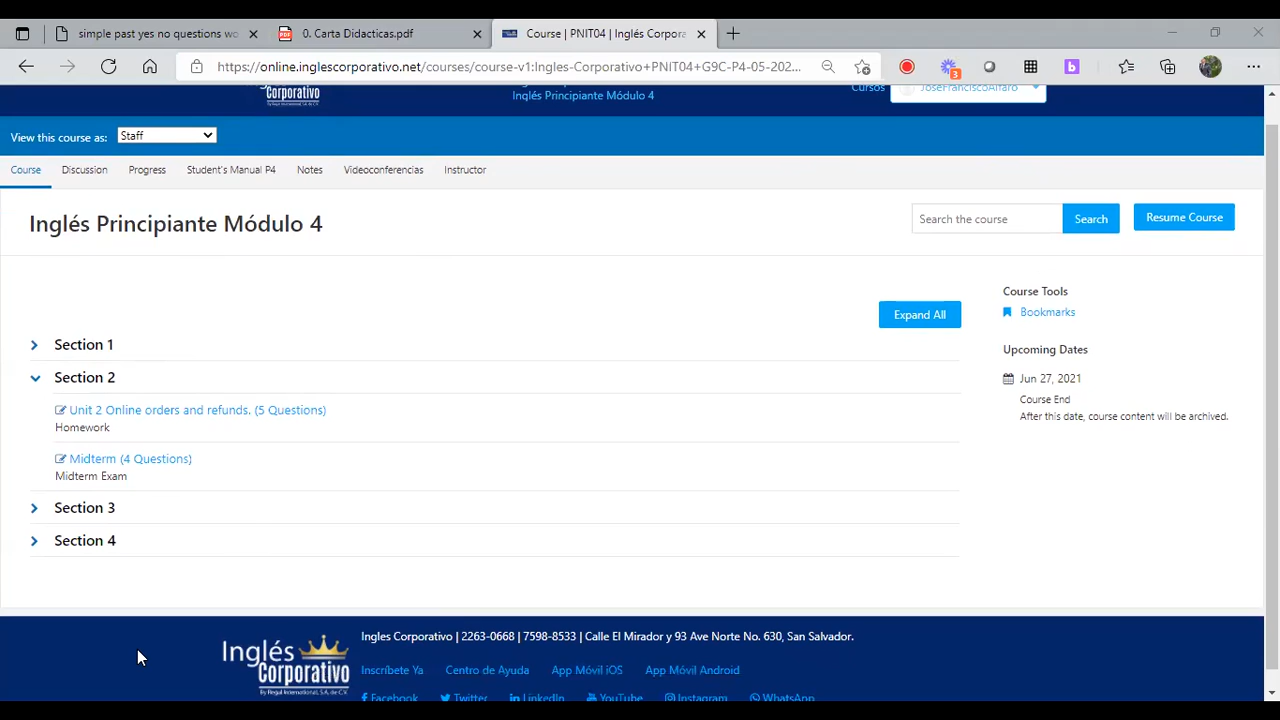 simple past yes no questions wo
0. Carta Didacticas.pdf
Course | PNIT04 | Inglés Corpora
https://online.inglescorporativo.net/courses/course-v1:Ingles-Corporativo+PNIT04+G9C-P4-05-202...
3
Corporativo
Inglés Principiante Módulo 4
Cursos
JoseFranciscoAlfaro
View this course as:
Staff
Course
Discussion
Progress
Student's Manual P4
Notes
Videoconferencias
Instructor
Inglés Principiante Módulo 4
Search the course
Search
Resume Course
Expand All
Course Tools
Bookmarks
Upcoming Dates
Jun 27, 2021
Course End
After this date, course content will be archived.
Section 1
Section 2
Unit 2 Online orders and refunds. (5 Questions)
Homework
Midterm (4 Questions)
Midterm Exam
Section 3
Section 4
Inglés
Corporativo
By Regal International, S.A. de C.V.
Ingles Corporativo | 2263-0668 | 7598-8533 | Calle El Mirador y 93 Ave Norte No. 630, San Salvador.
Inscríbete Ya
Centro de Ayuda
App Móvil iOS
App Móvil Android
Facebook
Twitter
LinkedIn
YouTube
Instagram
WhatsApp